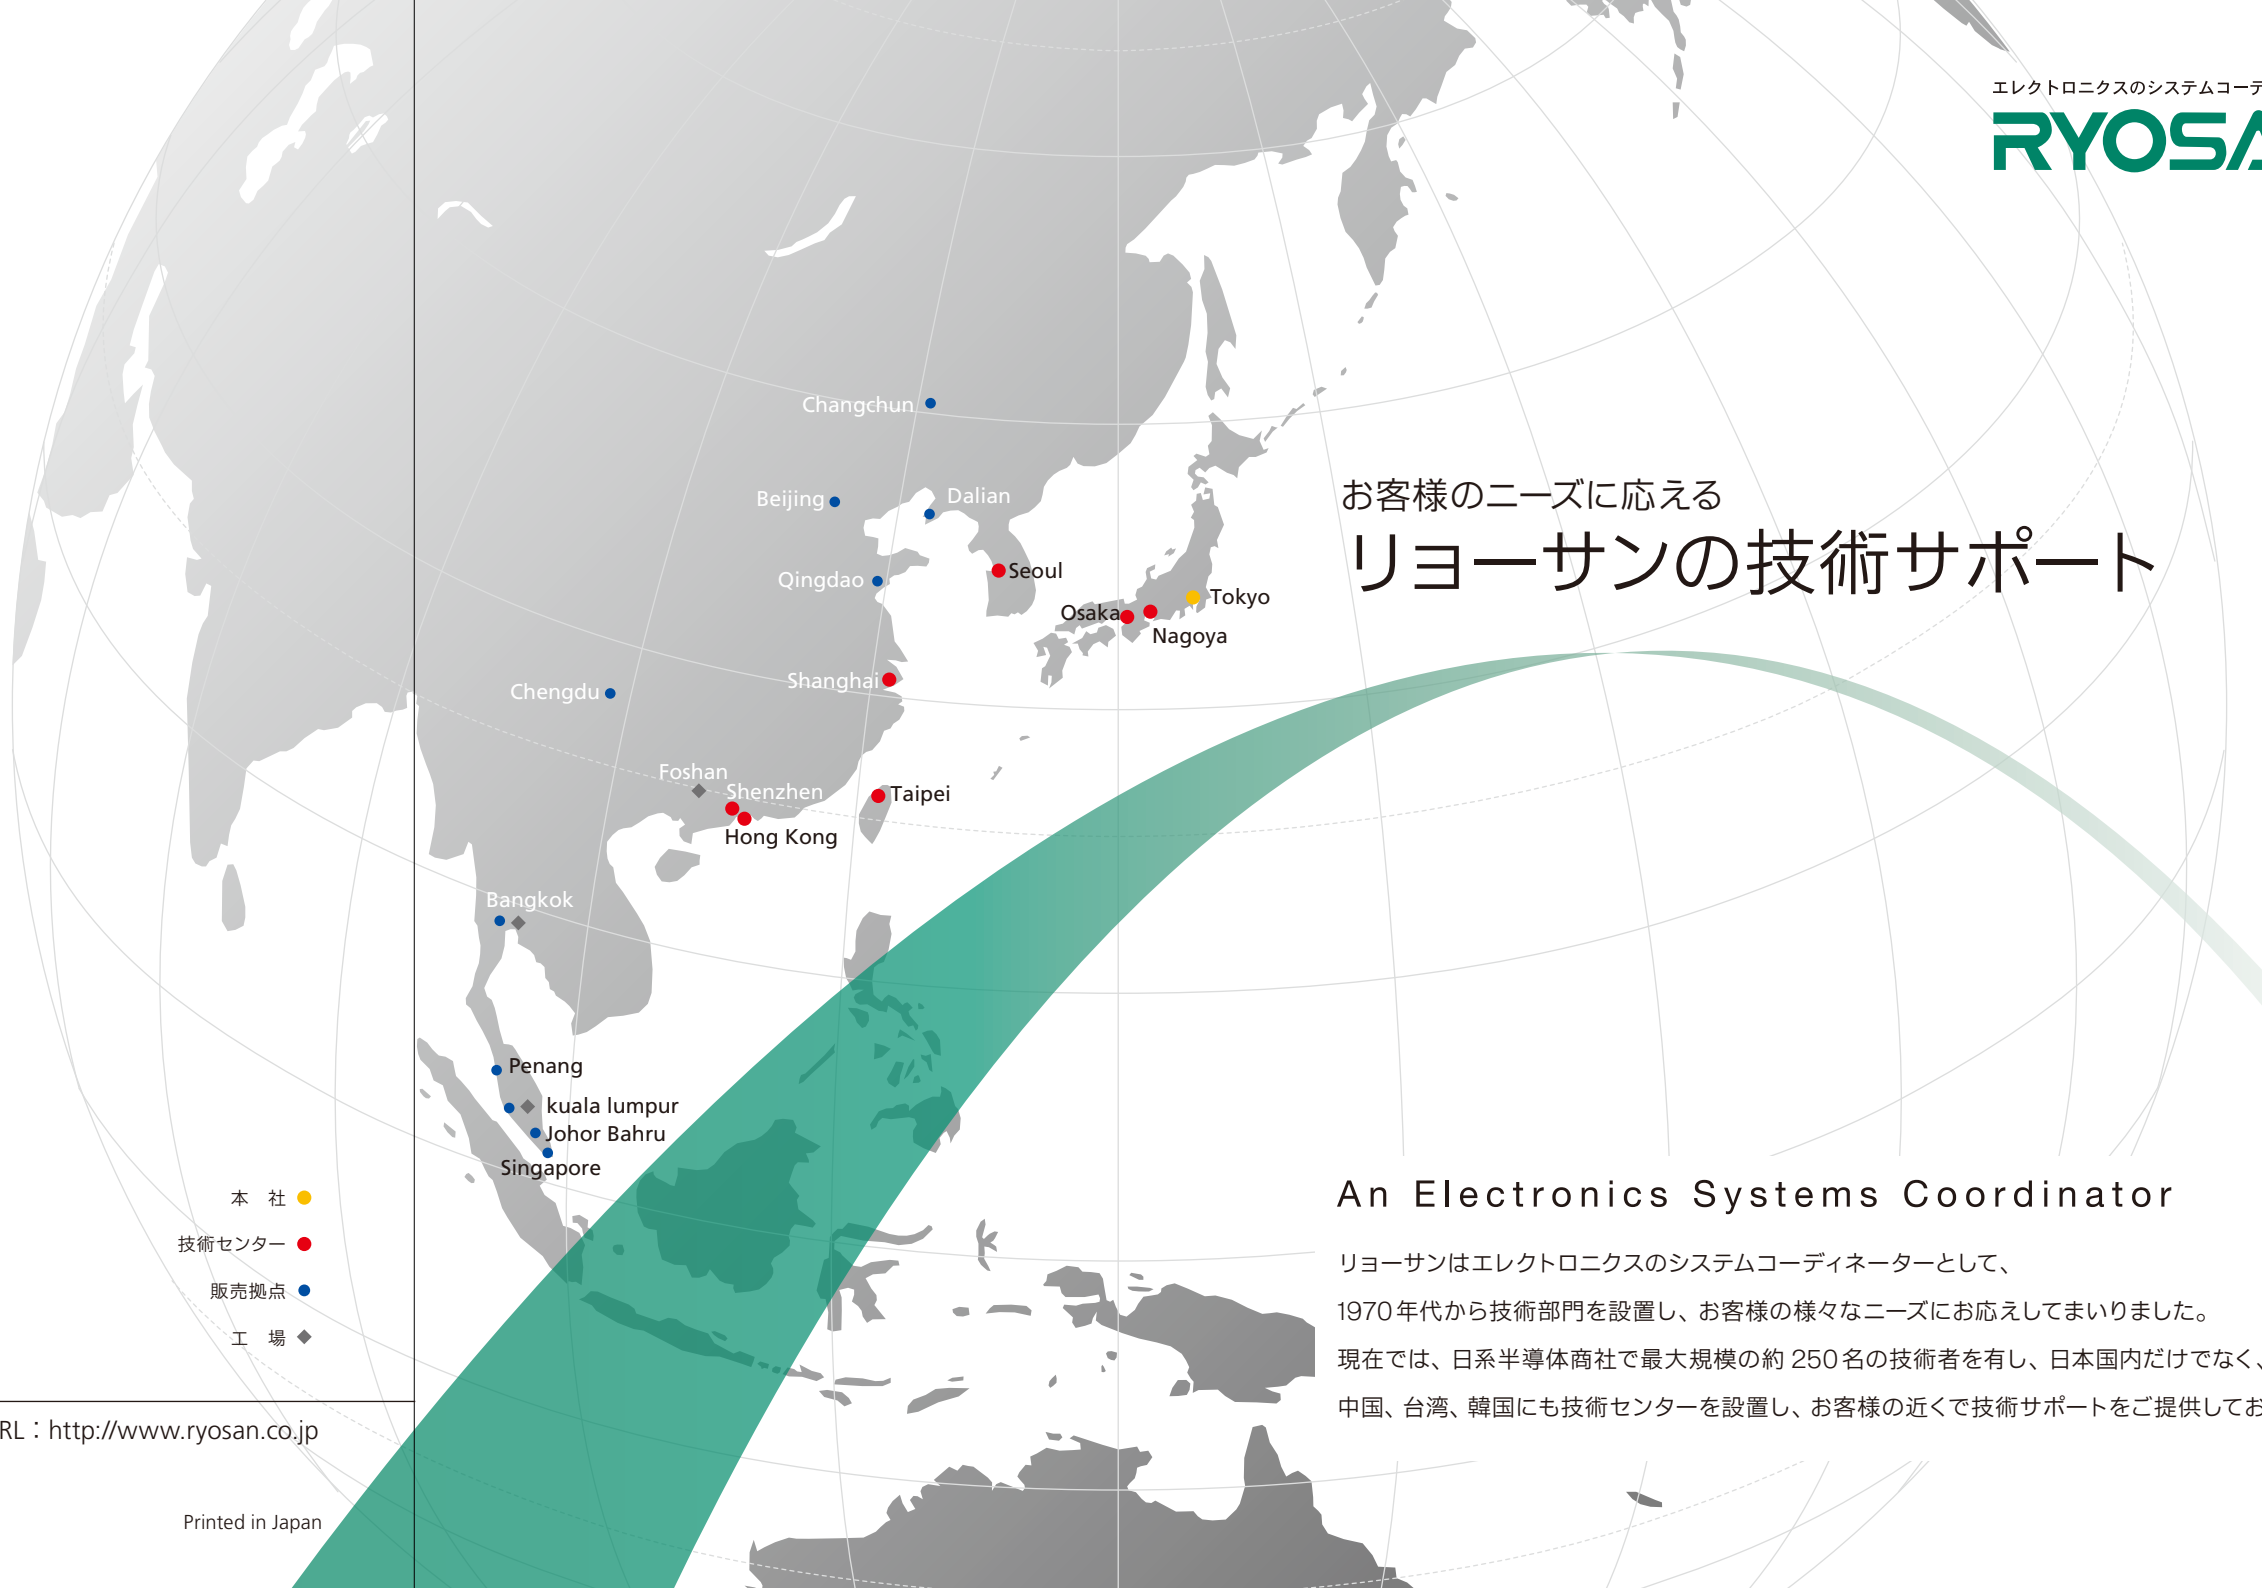 エレクトロニクスのシステムコーデ
RYOSA
お客様のニーズに応える
リョーサンの技術サポート
Changchun
Beijing
Dalian
Qingdao
Seoul
Tokyo
Osaka
Nagoya
Shanghai
Chengdu
Foshan
Shenzhen
Taipei
Hong Kong
Bangkok
Penang
kuala lumpur
Johor Bahru
Singapore
本　社
技術センター
販売拠点
工　場
RL：http://www.ryosan.co.jp
Printed in Japan
An Electronics Systems Coordinator
リョーサンはエレクトロニクスのシステムコーディネーターとして、
1970年代から技術部門を設置し、お客様の様々なニーズにお応えしてまいりました。
現在では、日系半導体商社で最大規模の約250名の技術者を有し、日本国内だけでなく、
中国、台湾、韓国にも技術センターを設置し、お客様の近くで技術サポートをご提供してお